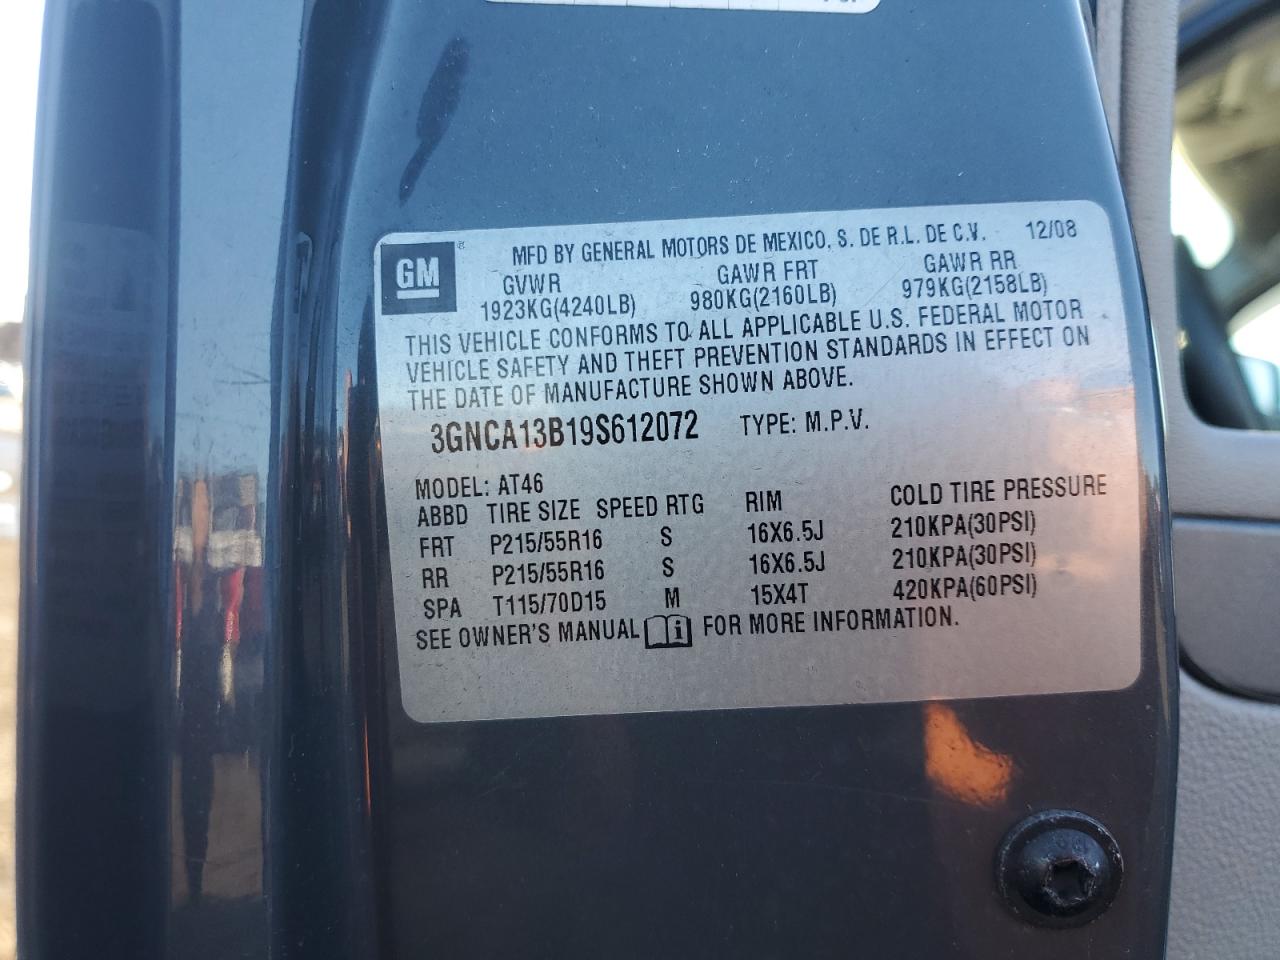 GM
MFD BY GENERAL MOTORS DE MEXICO, S. DE R.L. DE C.V. 12/08
GVWR GAWR FRT GAWR RR
1923KG(4240LB) 980KG(2160LB) 979KG(2158LB)
THIS VEHICLE CONFORMS TO ALL APPLICABLE U.S. FEDERAL MOTOR
VEHICLE SAFETY AND THEFT PREVENTION STANDARDS IN EFFECT ON
THE DATE OF MANUFACTURE SHOWN ABOVE.
3GNCA13B19S612072 TYPE: M.P.V.
MODEL: AT46
ABBD TIRE SIZE SPEED RTG RIM COLD TIRE PRESSURE
FRT P215/55R16 S 16X6.5J 210KPA(30PSI)
RR P215/55R16 S 16X6.5J 210KPA(30PSI)
SPA T115/70D15 M 15X4T 420KPA(60PSI)
SEE OWNER'S MANUAL FOR MORE INFORMATION.